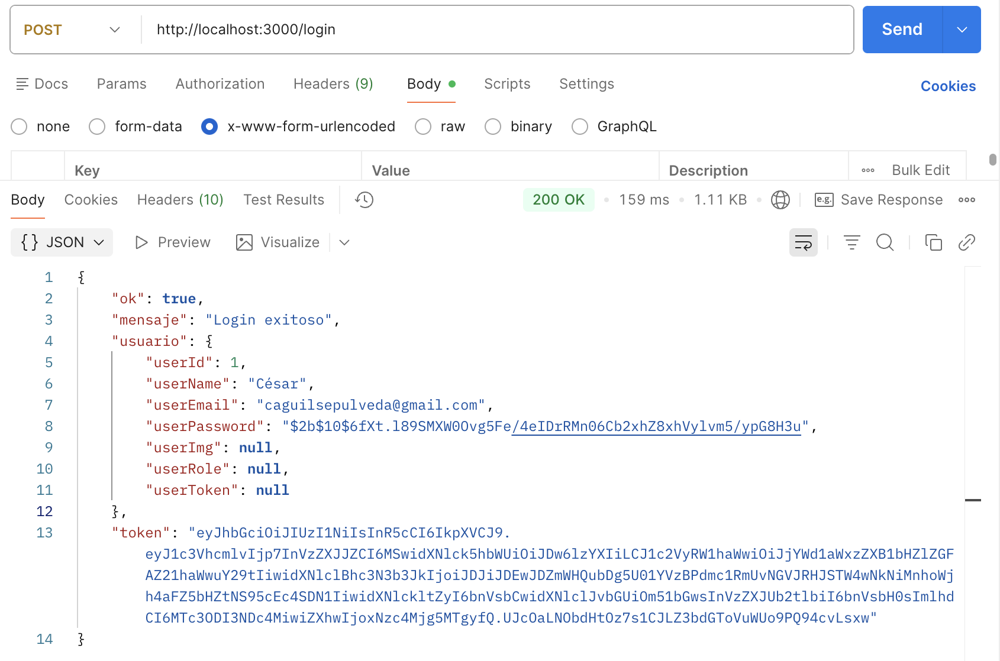 POST http://localhost:3000/login Send
Docs Params Authorization Headers (9) Body Scripts Settings Cookies
none form-data x-www-form-urlencoded raw binary GraphQL
Key Value Description Bulk Edit
Body Cookies Headers (10) Test Results 200 OK 159 ms 1.11 KB e.g. Save Response
{ } JSON Preview Visualize
1 {
2 "ok": true,
3 "mensaje": "Login exitoso",
4 "usuario": {
5 "userId": 1,
6 "userName": "César",
7 "userEmail": "caguilsepulveda@gmail.com",
8 "userPassword": "$2b$10$6fXt.l89SMXW0Ovg5Fe/4eIDrRMn06Cb2xhZ8xhVylvm5/ypG8H3u",
9 "userImg": null,
10 "userRole": null,
11 "userToken": null
12 },
13 "token": "eyJhbGciOiJIUzI1NiIsInR5cCI6IkpXVCJ9.
eyJ1c3VhcmlvIjp7InVzZXJJZCI6MSwidXNlck5hbWUiOiJDw6lzYXIiLCJ1c2VyRW1haWwiOiJjYWd1aWxzZXB1bHZlZGF
AZ21haWwuY29tIiwidXNlclBhc3N3b3JkIjoiJDJiJDEwJDZmWHQubDg5U01YVzBPdmc1RmUvNGVJRHJSTW4wNkNiMnhoWj
h4aFZ5bHZtNS95cEc4SDN1IiwidXNlckltZyI6bnVsbCwidXNlclJvbGUiOm51bGwsInVzZXJUb2tlbiI6bnVsbH0sImlhd
CI6MTc3ODI3NDc4MiwiZXhwIjoxNzc4Mjg5MTgyfQ.UJcOaLNObdHtOz7s1CJLZ3bdGToVuWUo9PQ94cvLsxw"
14 }